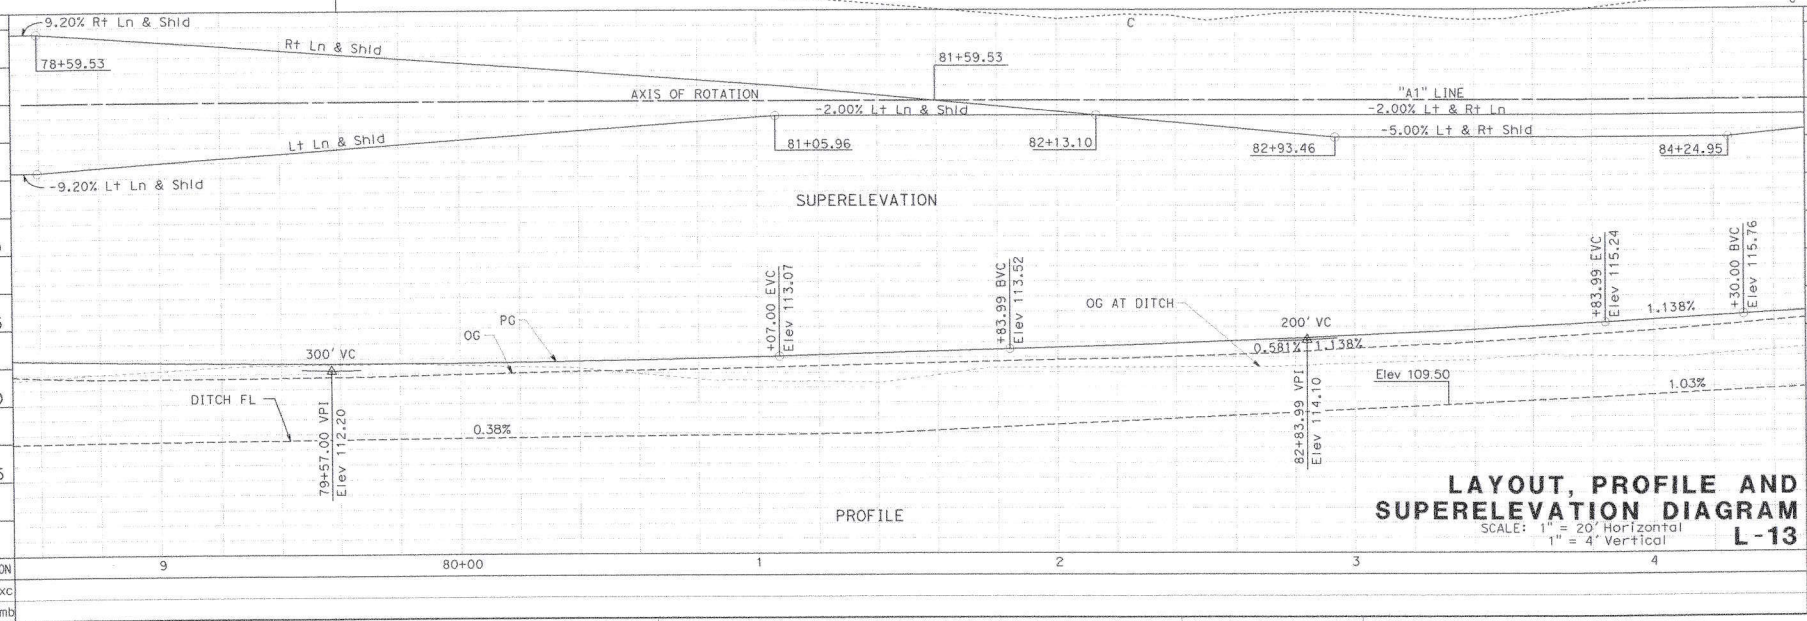 C
9.20% Rt Ln & Shld
Rt Ln & Shld
78+59.53
81+59.53
AXIS OF ROTATION
"A1" LINE
-2.00% Lt Ln & Shld
-2.00% Lt & Rt Ln
-5.00% Lt & Rt Shld
Lt Ln & Shld
81+05.96
82+13.10
82+93.46
84+24.95
-9.20% Lt Ln & Shld
SUPERELEVATION
+07.00 EVC
Elev 113.07
+83.99 BVC
Elev 113.52
OG AT DITCH
+83.99 EVC
Elev 115.24
+30.00 BVC
Elev 115.76
1.138%
PG
OG
300' VC
200' VC
0.581%
1.138%
Elev 109.50
1.03%
DITCH FL
0.38%
79+57.00 VPI
Elev 112.20
82+83.99 VPI
Elev 114.10
PROFILE
LAYOUT, PROFILE AND
SUPERELEVATION DIAGRAM
SCALE: 1" = 20' Horizontal
1" = 4' Vertical
L-13
ON
9
80+00
1
2
3
4
xc
mb